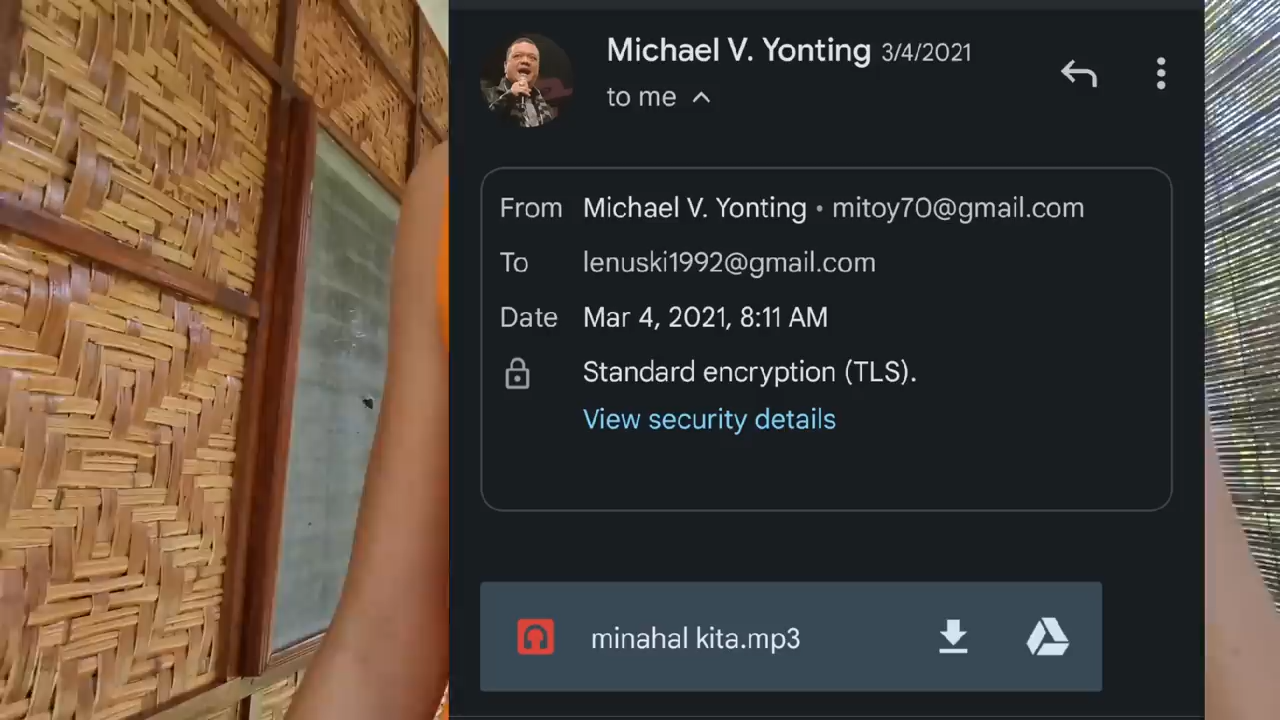 Michael V. Yonting 3/4/2021
to me
From Michael V. Yonting • mitoy70@gmail.com
To lenuski1992@gmail.com
Date Mar 4, 2021, 8:11 AM
Standard encryption (TLS).
View security details
minahal kita.mp3